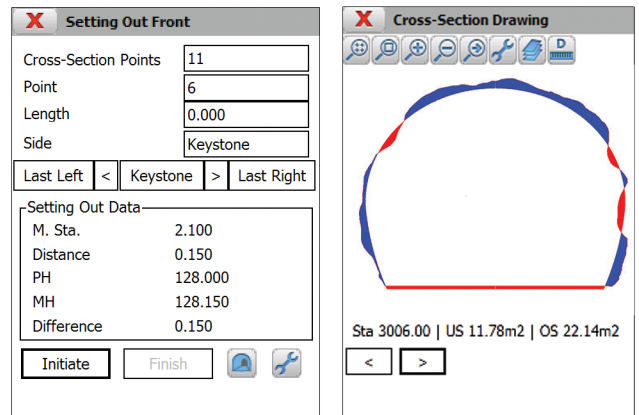 X Setting Out Front
Cross-Section Points 11
Point 6
Length 0.000
Side Keystone
Last Left < Keystone > Last Right
Setting Out Data
M. Sta. 2.100
Distance 0.150
PH 128.000
MH 128.150
Difference 0.150
Initiate Finish
X Cross-Section Drawing
D
Sta 3006.00 | US 11.78m2 | OS 22.14m2
< >